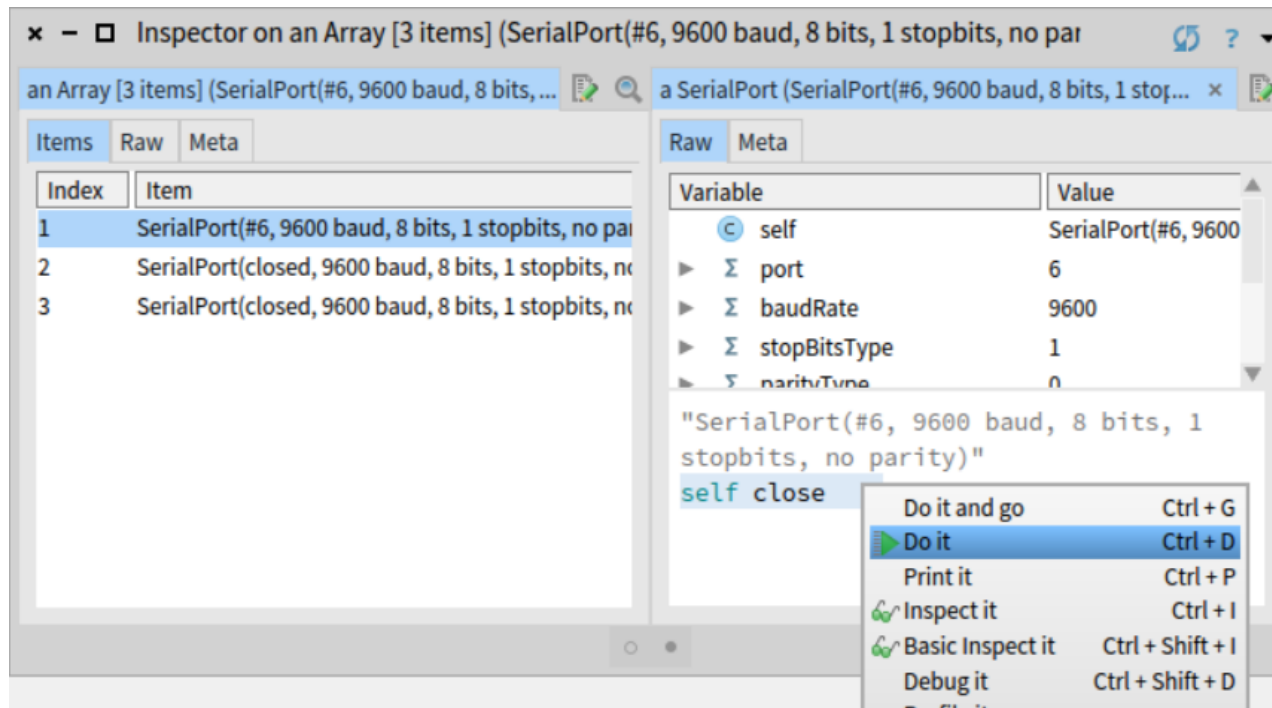 Inspector on an Array [3 items] (SerialPort(#6, 9600 baud, 8 bits, 1 stopbits, no par
an Array [3 items] (SerialPort(#6, 9600 baud, 8 bits, ...
Items Raw Meta
Index Item
1 SerialPort(#6, 9600 baud, 8 bits, 1 stopbits, no pai
2 SerialPort(closed, 9600 baud, 8 bits, 1 stopbits, no
3 SerialPort(closed, 9600 baud, 8 bits, 1 stopbits, no
a SerialPort (SerialPort(#6, 9600 baud, 8 bits, 1 stop...
Raw Meta
Variable Value
self SerialPort(#6, 9600
port 6
baudRate 9600
stopBitsType 1
parityType 0
"SerialPort(#6, 9600 baud, 8 bits, 1
stopbits, no parity)"
self close
Do it and go Ctrl + G
Do it Ctrl + D
Print it Ctrl + P
Inspect it Ctrl + I
Basic Inspect it Ctrl + Shift + I
Debug it Ctrl + Shift + D